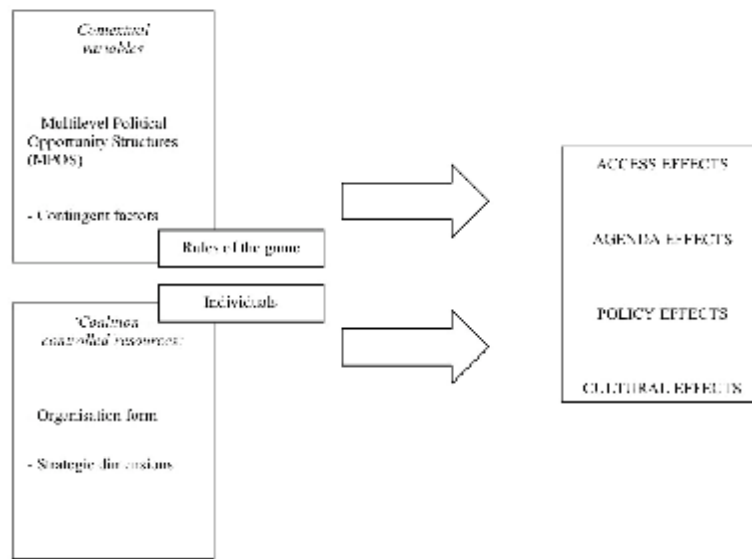 Contextual
variables
- Multilevel Political
Opportunity Structures
(MPOS)
- Contingent factors
Rules of the game
Individuals
'Coalition
controlled resources'
Organisation form
- Strategic dimensions
ACCESS EFFECTS
AGENDA EFFECTS
POLICY EFFECTS
CULTURAL EFFECTS